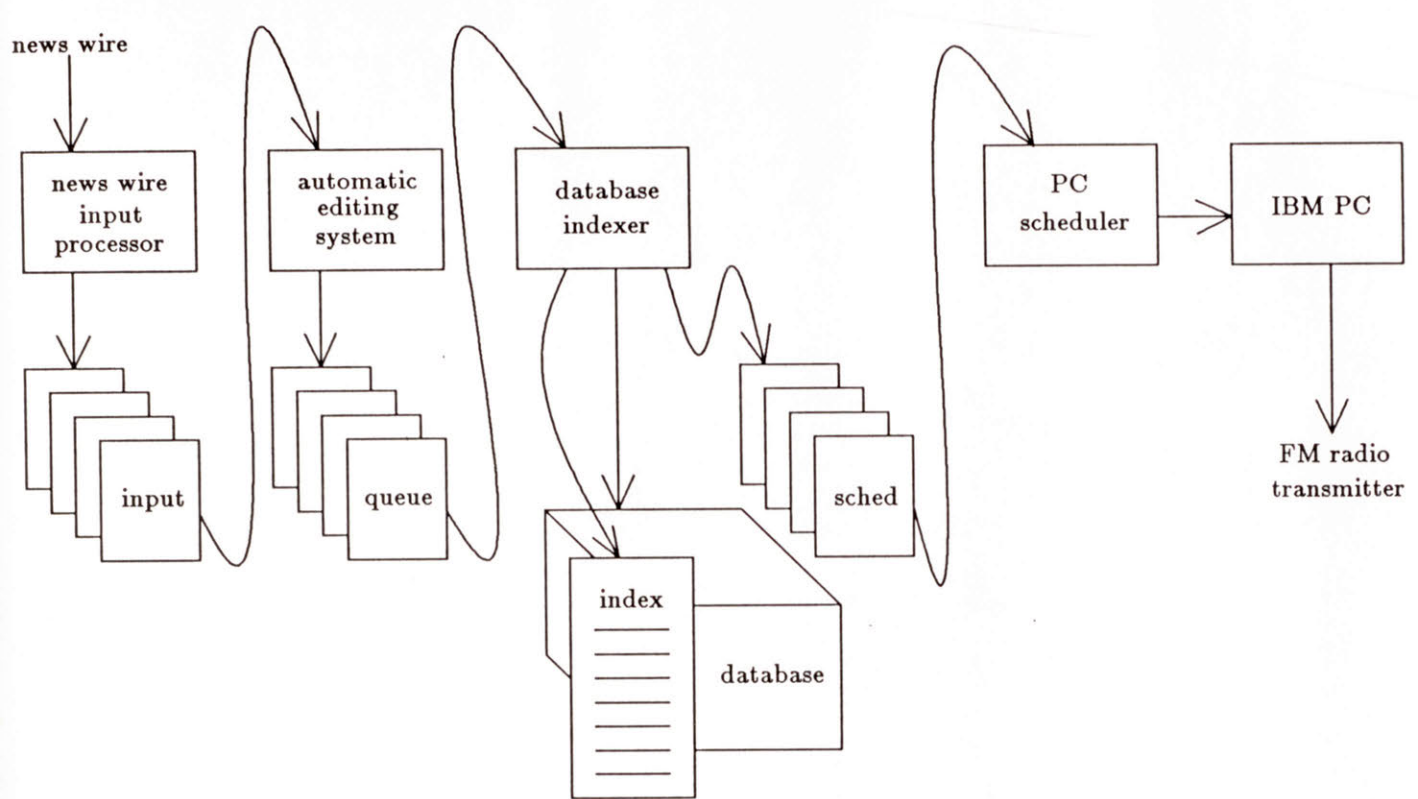 news wire
news wire
input
processor
automatic
editing
system
database
indexer
PC
scheduler
IBM PC
input
queue
sched
FM radio
transmitter
index
database